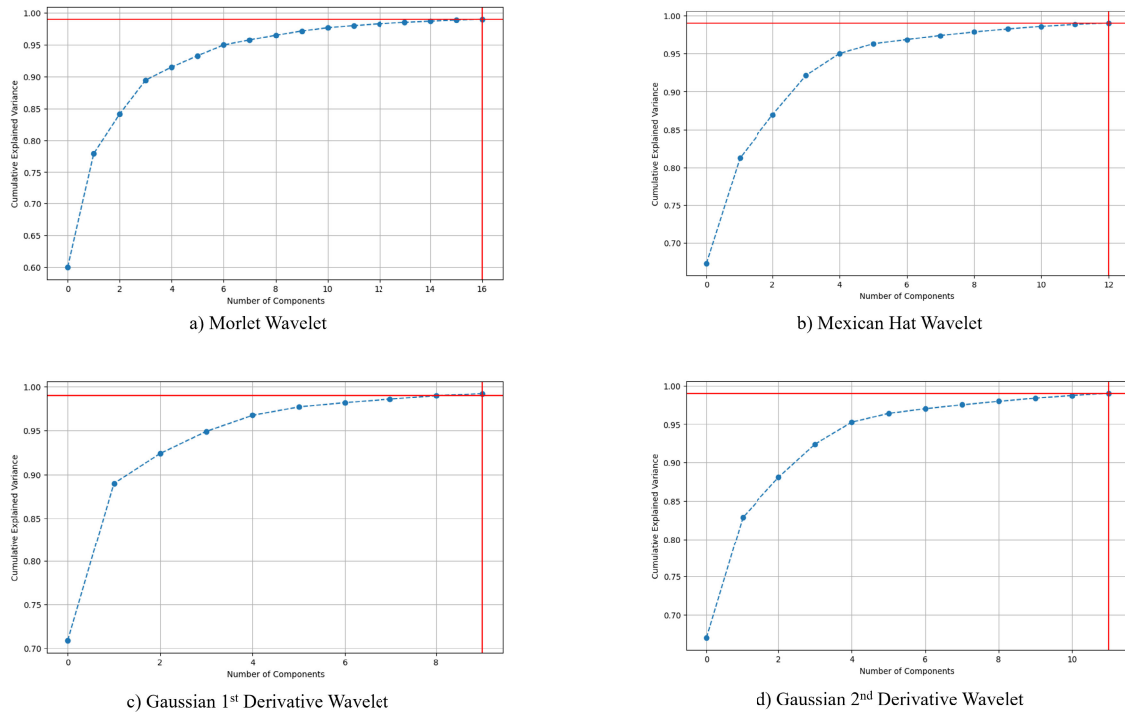 1.00
0.95
0.90
0.85
0.80
0.75
0.70
0.65
0.60
Cumulative Explained Variance
0 2 4 6 8 10 12 14 16
Number of Components
a) Morlet Wavelet
1.00
0.95
0.90
0.85
0.80
0.75
0.70
Cumulative Explained Variance
0 2 4 6 8 10 12
Number of Components
b) Mexican Hat Wavelet
1.00
0.95
0.90
0.85
0.80
0.75
0.70
Cumulative Explained Variance
0 2 4 6 8
Number of Components
c) Gaussian 1st Derivative Wavelet
1.00
0.95
0.90
0.85
0.80
0.75
0.70
Cumulative Explained Variance
0 2 4 6 8 10
Number of Components
d) Gaussian 2nd Derivative Wavelet